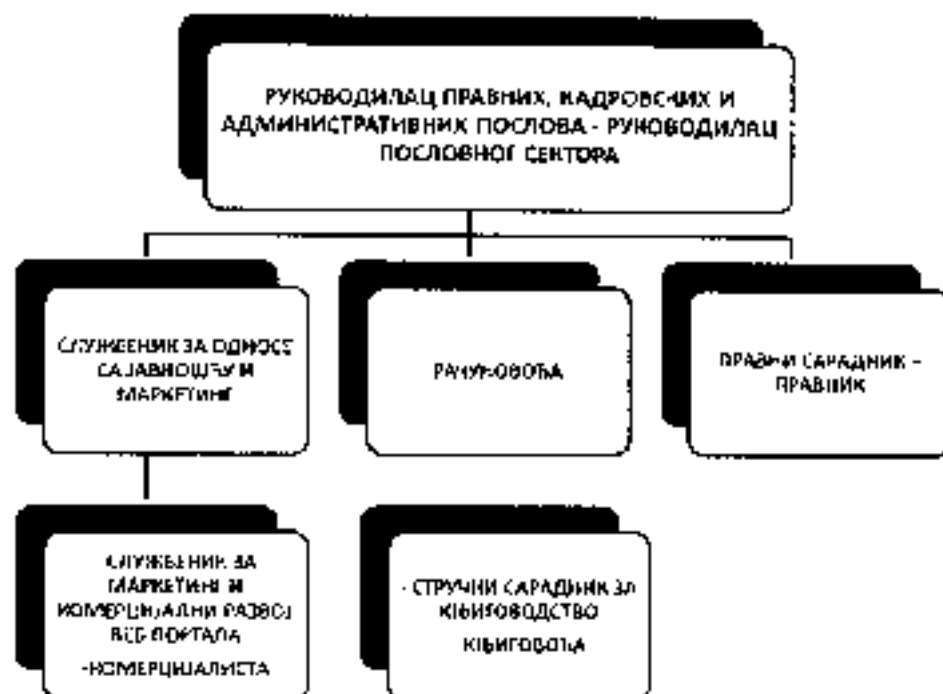 РУКОВОДИЛАЦ ПРАВНИХ, КАДРОВСКИХ И
АДМИНИСТРАТИВНИХ ПОСЛОВА - РУКОВОДИЛАЦ
ПОСЛОВНОГ СЕКТОРА
СЛУЖБЕНИК ЗА ОДНОСЕ
СА ЈАВНОШЋУ И
МАРКЕТИНГ
РАЧУНОВОЂА
ПРАВНИ САРАДНИК –
ПРАВНИК
СЛУЖБЕНИК ЗА
МАРКЕТИНГ И
КОМЕРЦИЈАЛНИ РАЗВОЈ
ВЕБ ПОРТАЛА
-КОМЕРЦИЈАЛИСТА
- СТРУЧНИ САРАДНИК ЗА
КЊИГОВОДСТВО
КЊИГОВОЂА